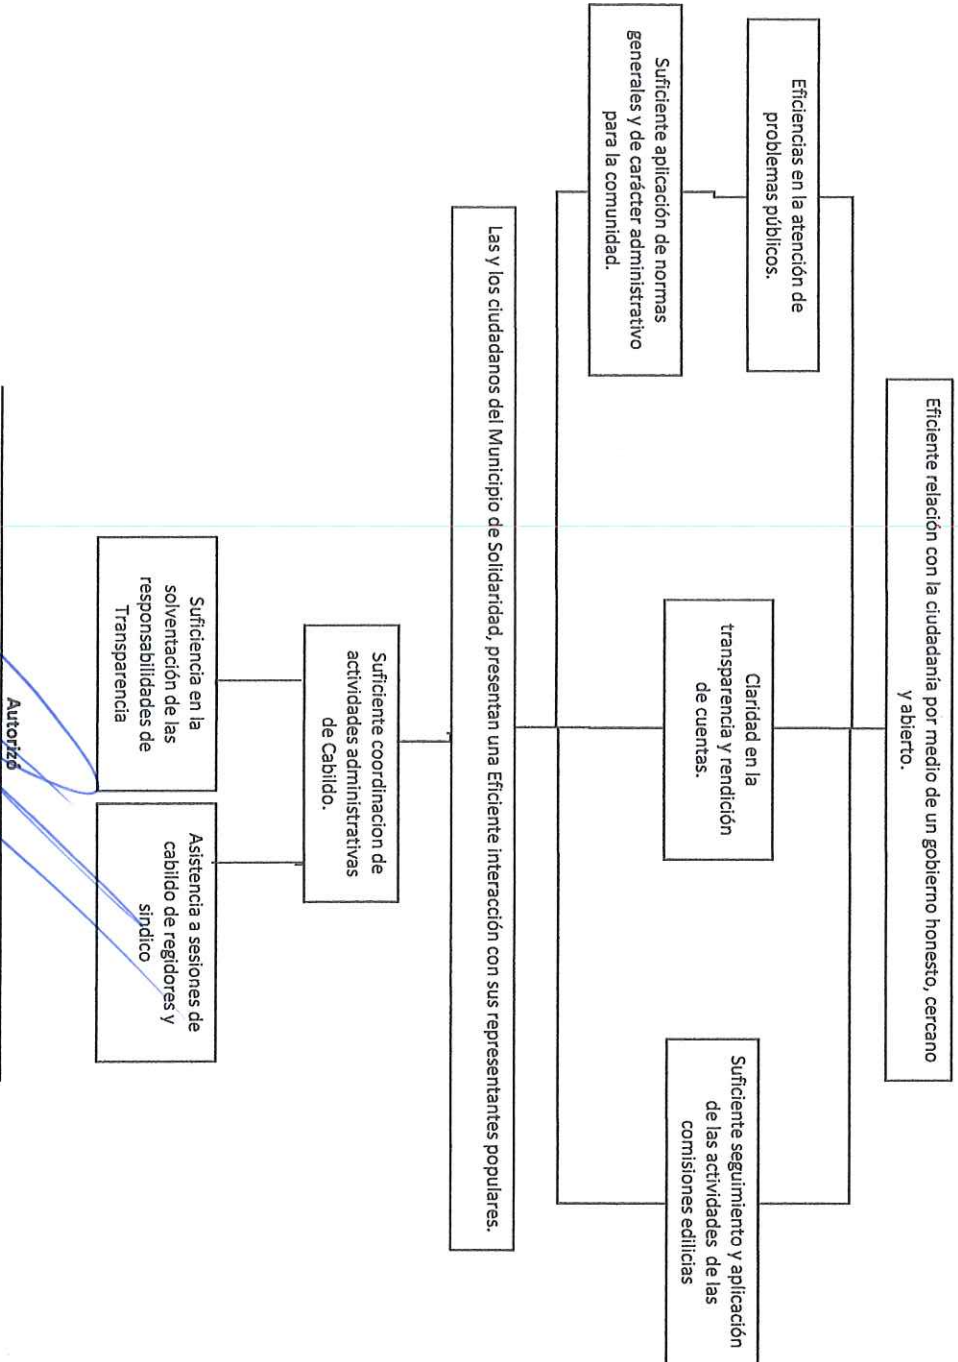 Eficiente relación con la ciudadanía por medio de un gobierno honesto, cercano
y abierto.
Eficiencias en la atención de
problemas públicos.
Suficiente aplicación de normas
generales y de carácter administrativo
para la comunidad.
Claridad en la
transparencia y rendición
de cuentas.
Suficiente seguimiento y aplicación
de las actividades de las
comisiones edilicias
Las y los ciudadanos del Municipio de Solidaridad, presentan una Eficiente interacción con sus representantes populares.
Suficiente coordinacion de
actividades administrativas
de Cabildo.
Suficiencia en la
solventación de las
responsabilidades de
Transparencia
Asistencia a sesiones de
cabildo de regidores y
sindico
Autorizó